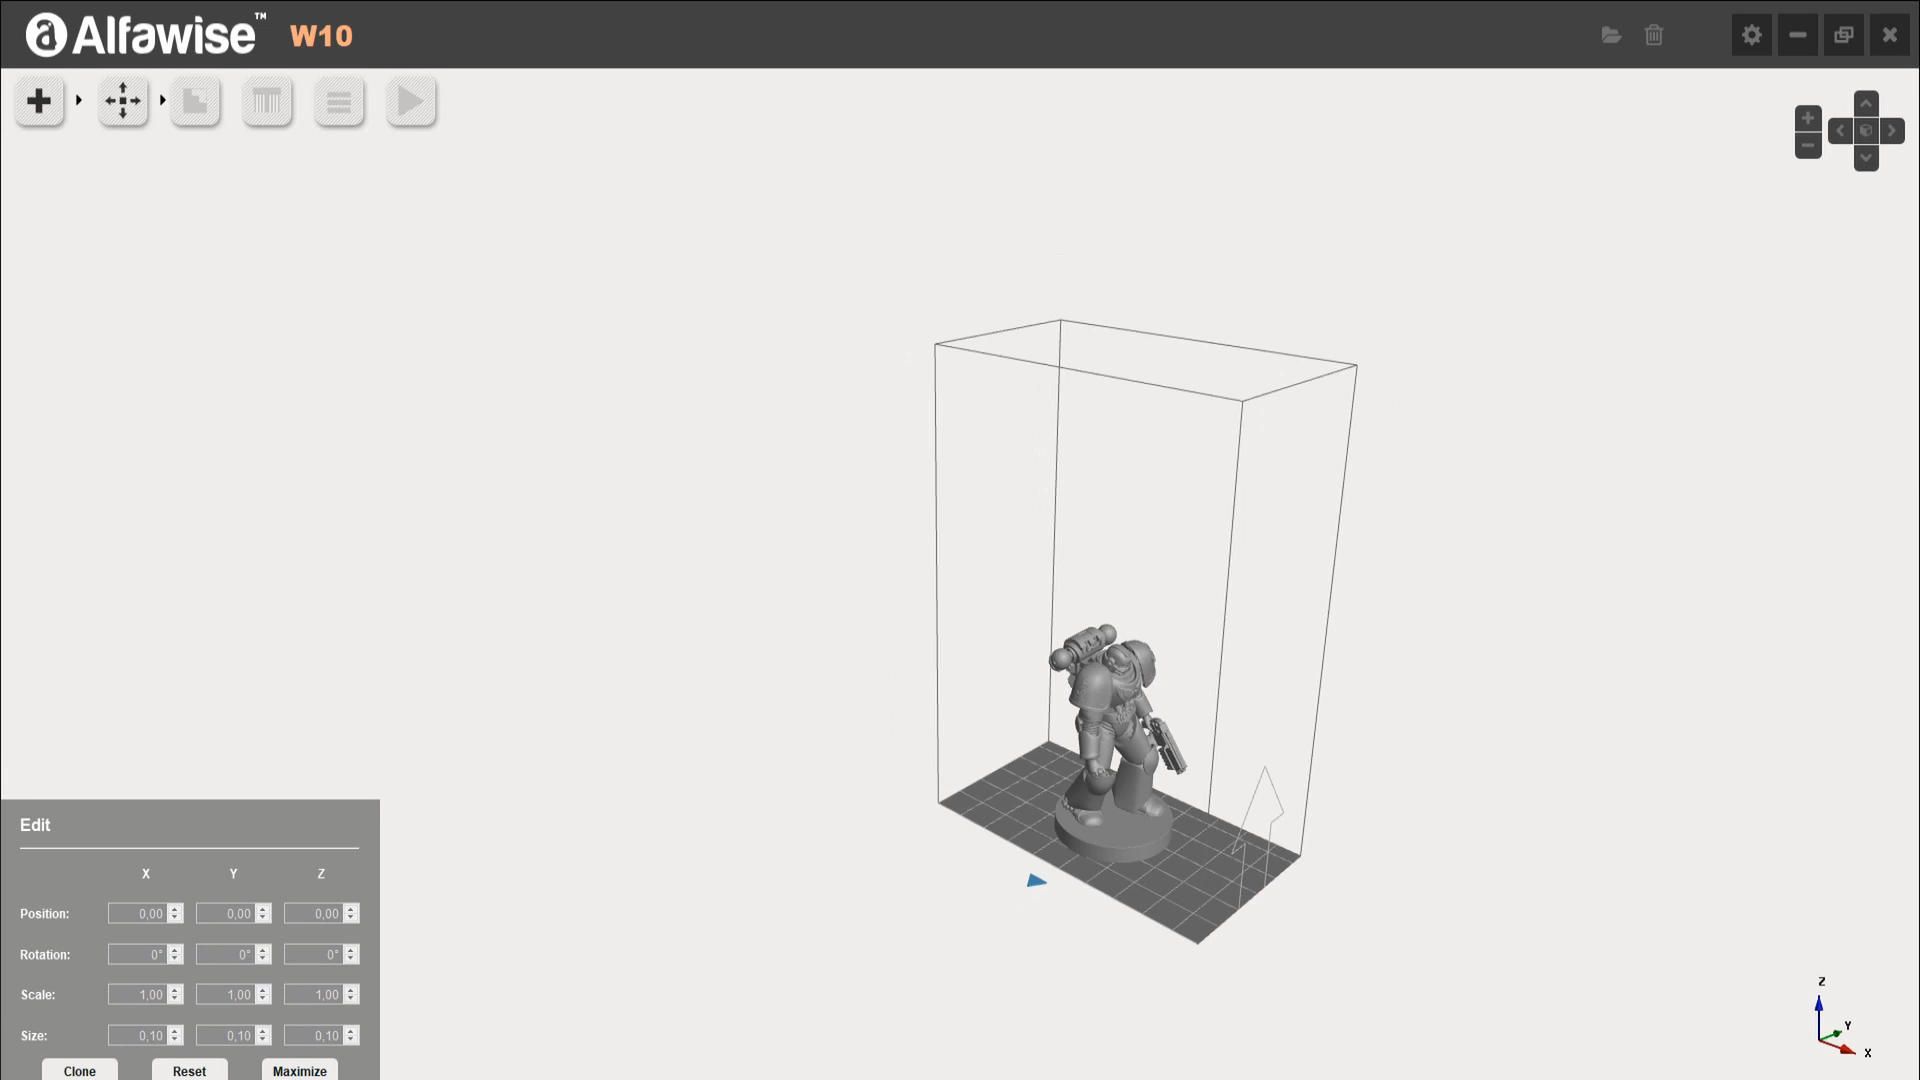 Alfawise™ W10
Edit
X Y Z
Position: 0,00 0,00 0,00
Rotation: 0° 0° 0°
Scale: 1,00 1,00 1,00
Size: 0,10 0,10 0,10
Clone Reset Maximize
Z
Y
X